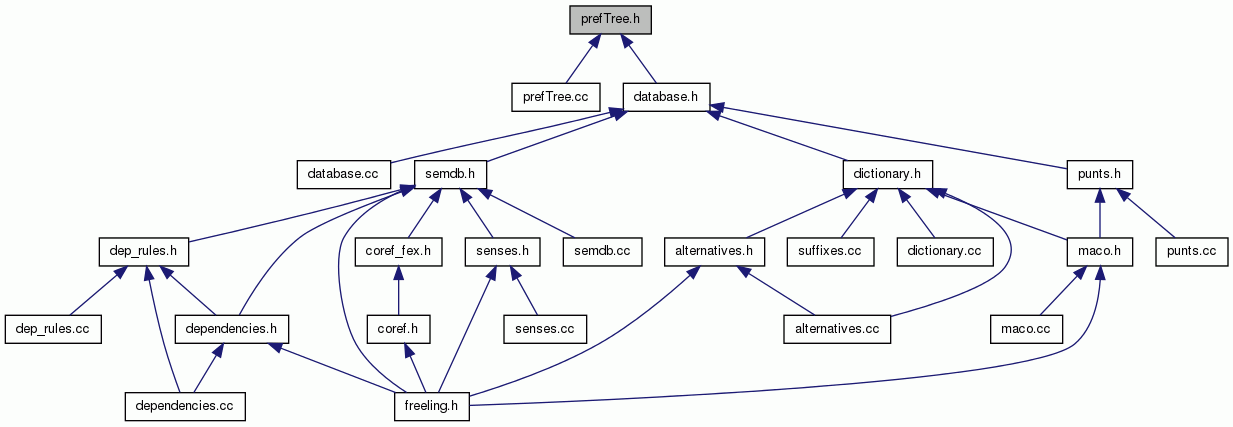 prefTree.h
prefTree.cc
database.h
database.cc
semdb.h
dictionary.h
punts.h
dep_rules.h
coref_fex.h
senses.h
semdb.cc
alternatives.h
suffixes.cc
dictionary.cc
maco.h
punts.cc
dep_rules.cc
dependencies.h
coref.h
senses.cc
alternatives.cc
maco.cc
dependencies.cc
freeling.h